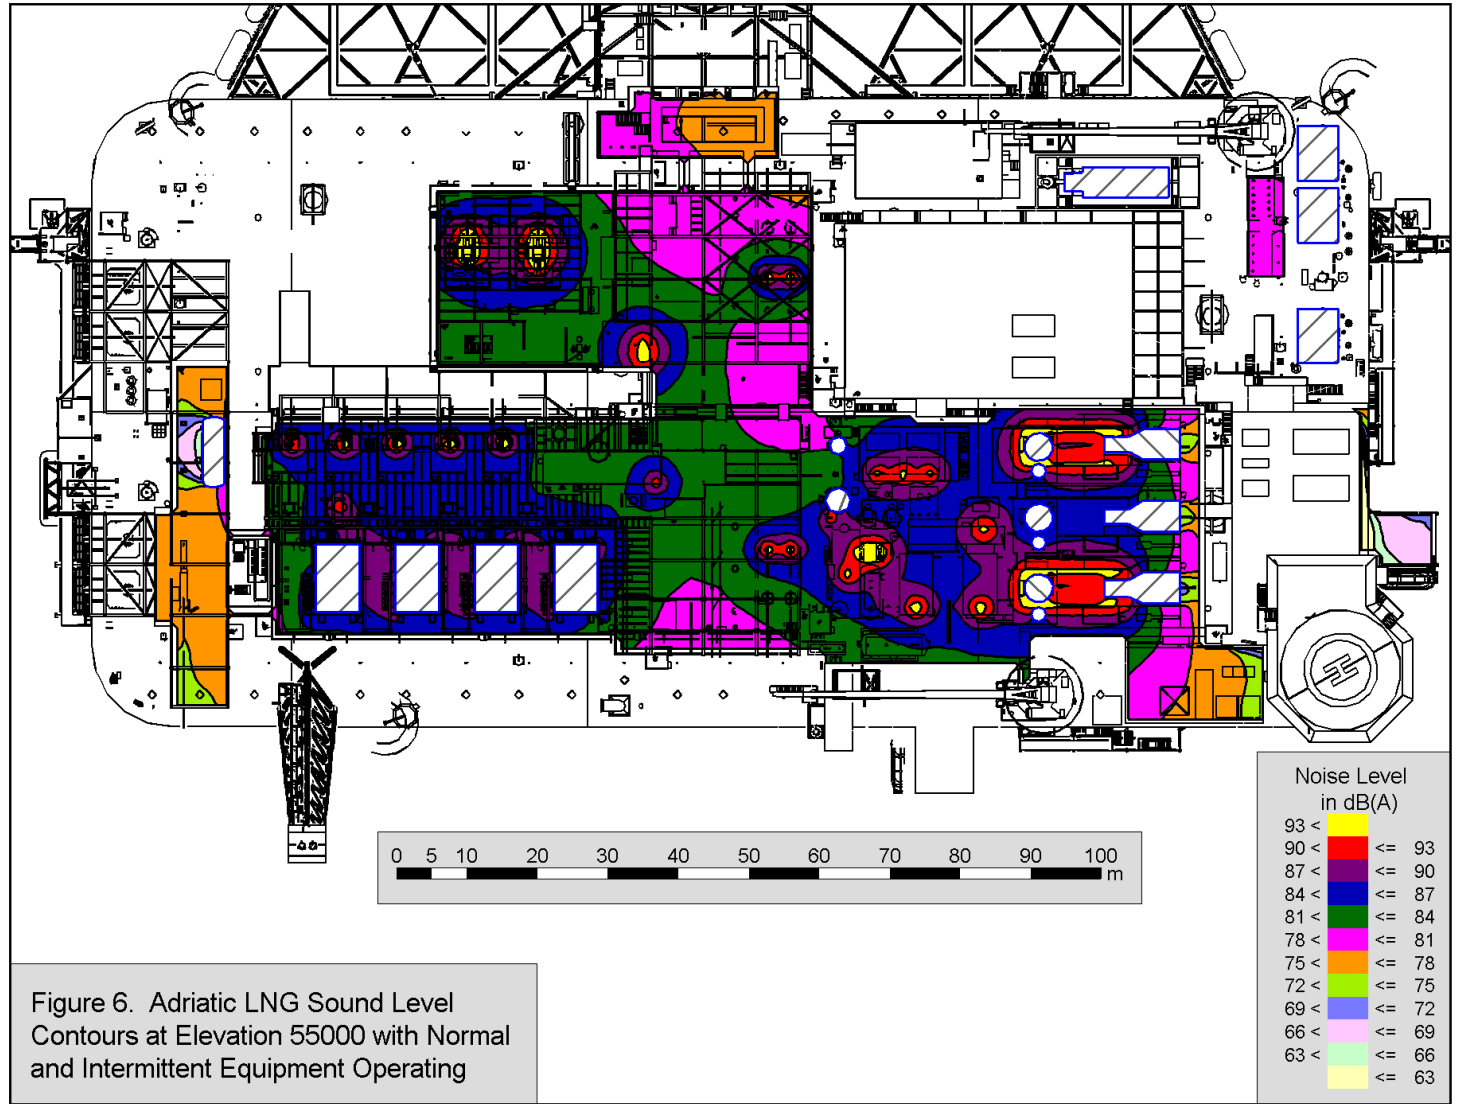 0 5 10 20 30 40 50 60 70 80 90 100
m
Noise Level
in dB(A)
93 <
90 < <= 93
87 < <= 90
84 < <= 87
81 < <= 84
78 < <= 81
75 < <= 78
72 < <= 75
69 < <= 72
66 < <= 69
63 < <= 66
<= 63
Figure 6. Adriatic LNG Sound Level
Contours at Elevation 55000 with Normal
and Intermittent Equipment Operating